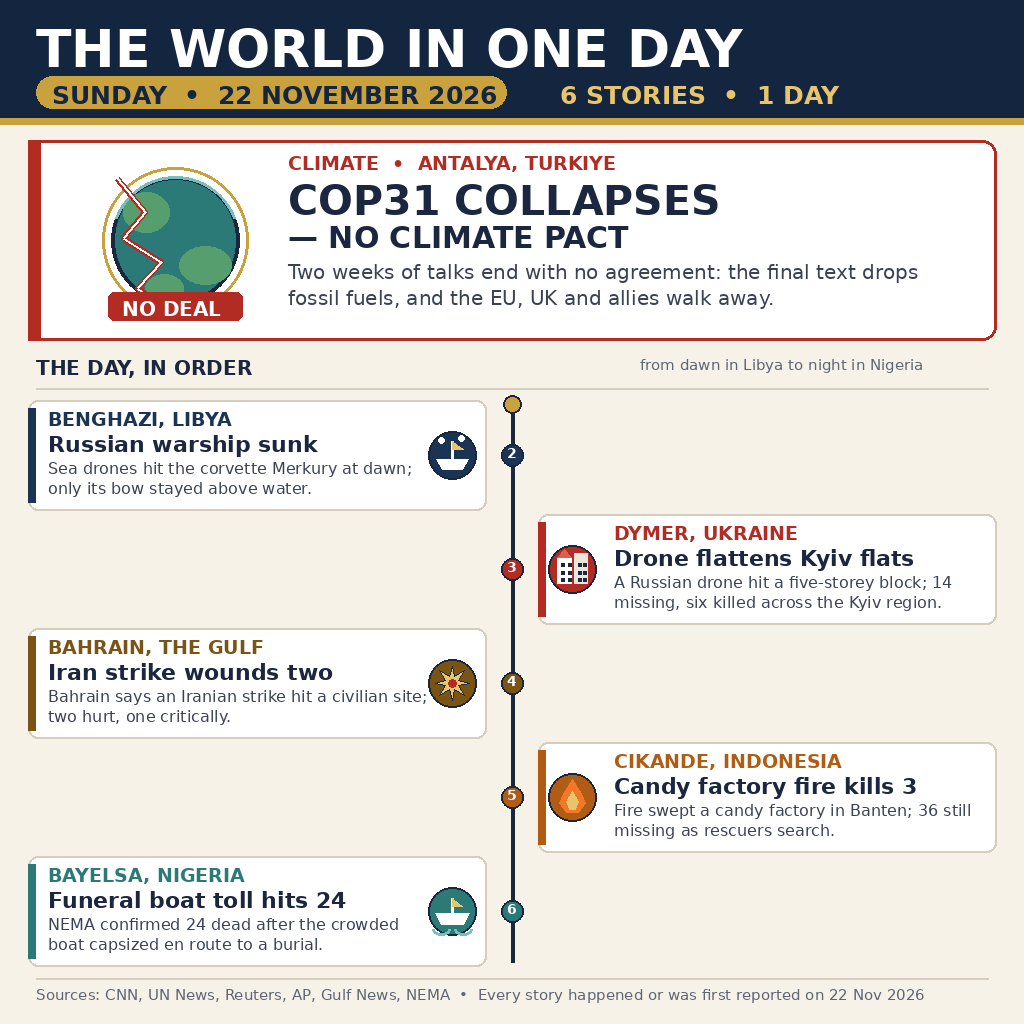 THE WORLD IN ONE DAY
SUNDAY • 22 NOVEMBER 2026
6 STORIES • 1 DAY
CLIMATE • ANTALYA, TURKIYE
COP31 COLLAPSES
— NO CLIMATE PACT
Two weeks of talks end with no agreement: the final text drops
fossil fuels, and the EU, UK and allies walk away.
NO DEAL
THE DAY, IN ORDER
from dawn in Libya to night in Nigeria
BENGHAZI, LIBYA
Russian warship sunk
Sea drones hit the corvette Merkury at dawn;
only its bow stayed above water.
2
DYMER, UKRAINE
Drone flattens Kyiv flats
A Russian drone hit a five-storey block; 14
missing, six killed across the Kyiv region.
3
BAHRAIN, THE GULF
Iran strike wounds two
Bahrain says an Iranian strike hit a civilian site;
two hurt, one critically.
4
CIKANDE, INDONESIA
Candy factory fire kills 3
Fire swept a candy factory in Banten; 36 still
missing as rescuers search.
5
BAYELSA, NIGERIA
Funeral boat toll hits 24
NEMA confirmed 24 dead after the crowded
boat capsized en route to a burial.
6
Sources: CNN, UN News, Reuters, AP, Gulf News, NEMA • Every story happened or was first reported on 22 Nov 2026